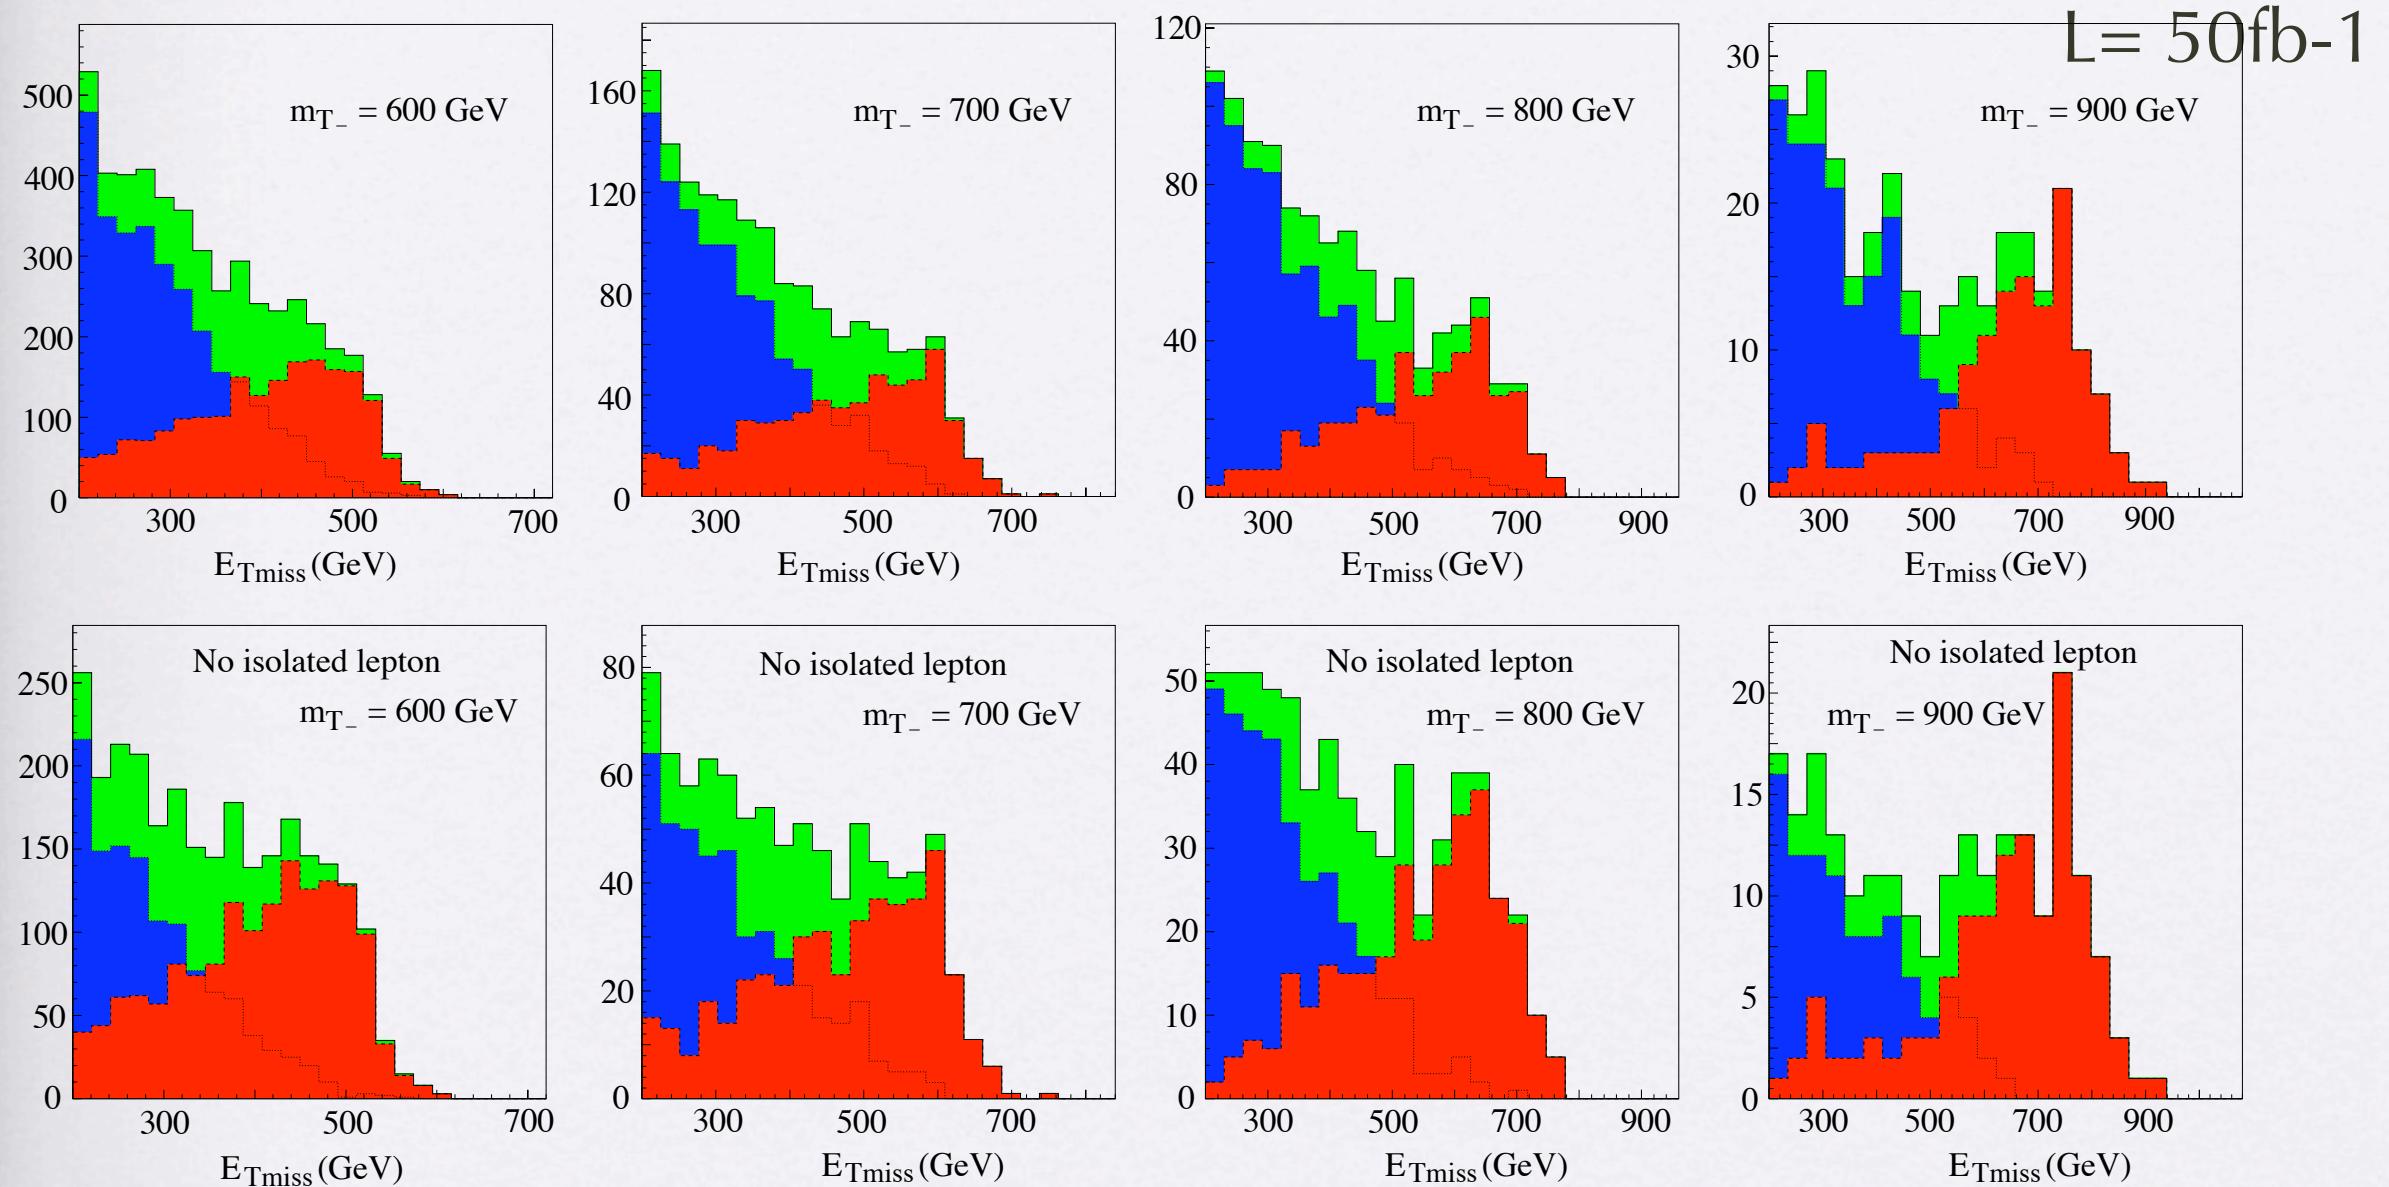 L= 50fb-1
500
400
300
200
100
0
m_T_− = 600 GeV
300 500 700
E_Tmiss (GeV)
160
120
80
40
0
m_T_− = 700 GeV
300 500 700
E_Tmiss (GeV)
120
80
40
0
m_T_− = 800 GeV
300 500 700 900
E_Tmiss (GeV)
30
20
10
0
m_T_− = 900 GeV
300 500 700 900
E_Tmiss (GeV)
250
200
150
100
50
0
No isolated lepton
m_T_− = 600 GeV
300 500 700
E_Tmiss (GeV)
80
60
40
20
0
No isolated lepton
m_T_− = 700 GeV
300 500 700
E_Tmiss (GeV)
50
40
30
20
10
0
No isolated lepton
m_T_− = 800 GeV
300 500 700 900
E_Tmiss (GeV)
20
15
10
5
0
No isolated lepton
m_T_− = 900 GeV
300 500 700 900
E_Tmiss (GeV)